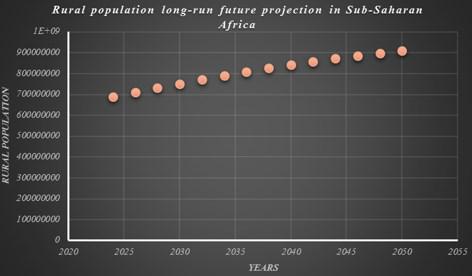 Rural population long-run future projection in Sub-Saharan
Africa
1E+09
900000000
800000000
700000000
600000000
500000000
400000000
300000000
200000000
100000000
0
RURAL POPULATION
2020 2025 2030 2035 2040 2045 2050 2055
YEARS